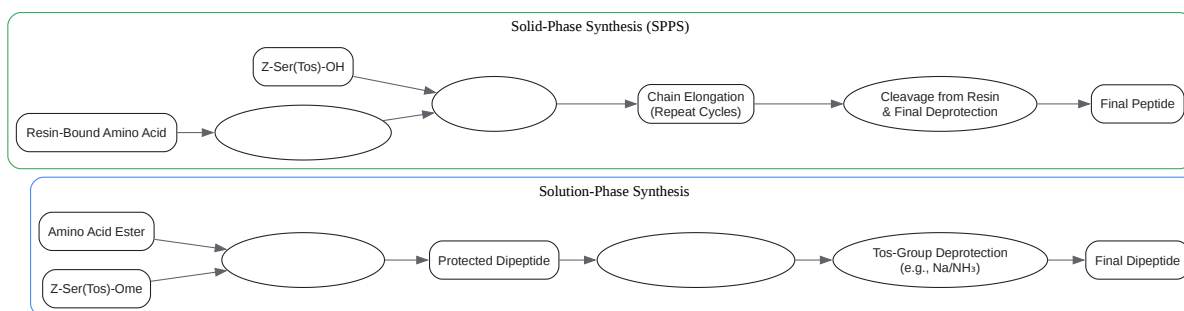 Solid-Phase Synthesis (SPPS)
Z-Ser(Tos)-OH
Resin-Bound Amino Acid
Chain Elongation
(Repeat Cycles)
Cleavage from Resin
& Final Deprotection
Final Peptide
Solution-Phase Synthesis
Amino Acid Ester
Z-Ser(Tos)-Ome
Protected Dipeptide
Tos-Group Deprotection
(e.g., Na/NH₃)
Final Dipeptide